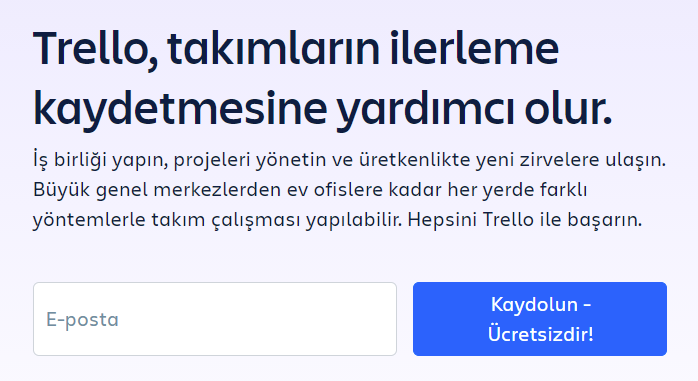 Trello, takımların ilerleme
kaydetmesine yardımcı olur.
İş birliği yapın, projeleri yönetin ve üretkenlikte yeni zirvelere ulaşın.
Büyük genel merkezlerden ev ofislere kadar her yerde farklı
yöntemlerle takım çalışması yapılabilir. Hepsini Trello ile başarın.
E-posta
Kaydolun –
Ücretsizdir!